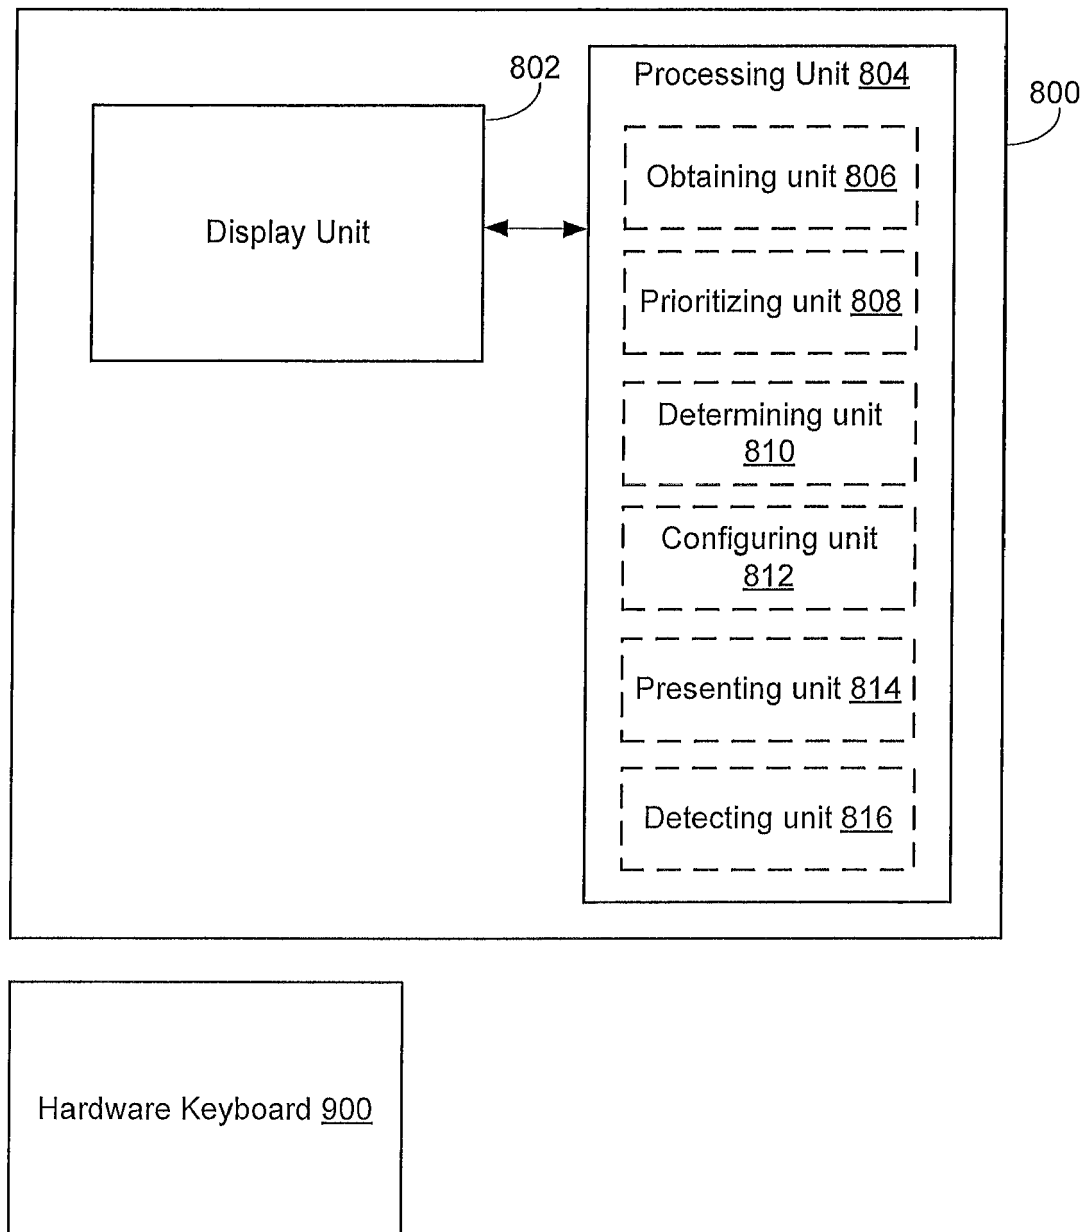 802
Processing Unit 804
800
Obtaining unit 806
Display Unit
Prioritizing unit 808
Determining unit
810
Configuring unit
812
Presenting unit 814
Detecting unit 816
Hardware Keyboard 900